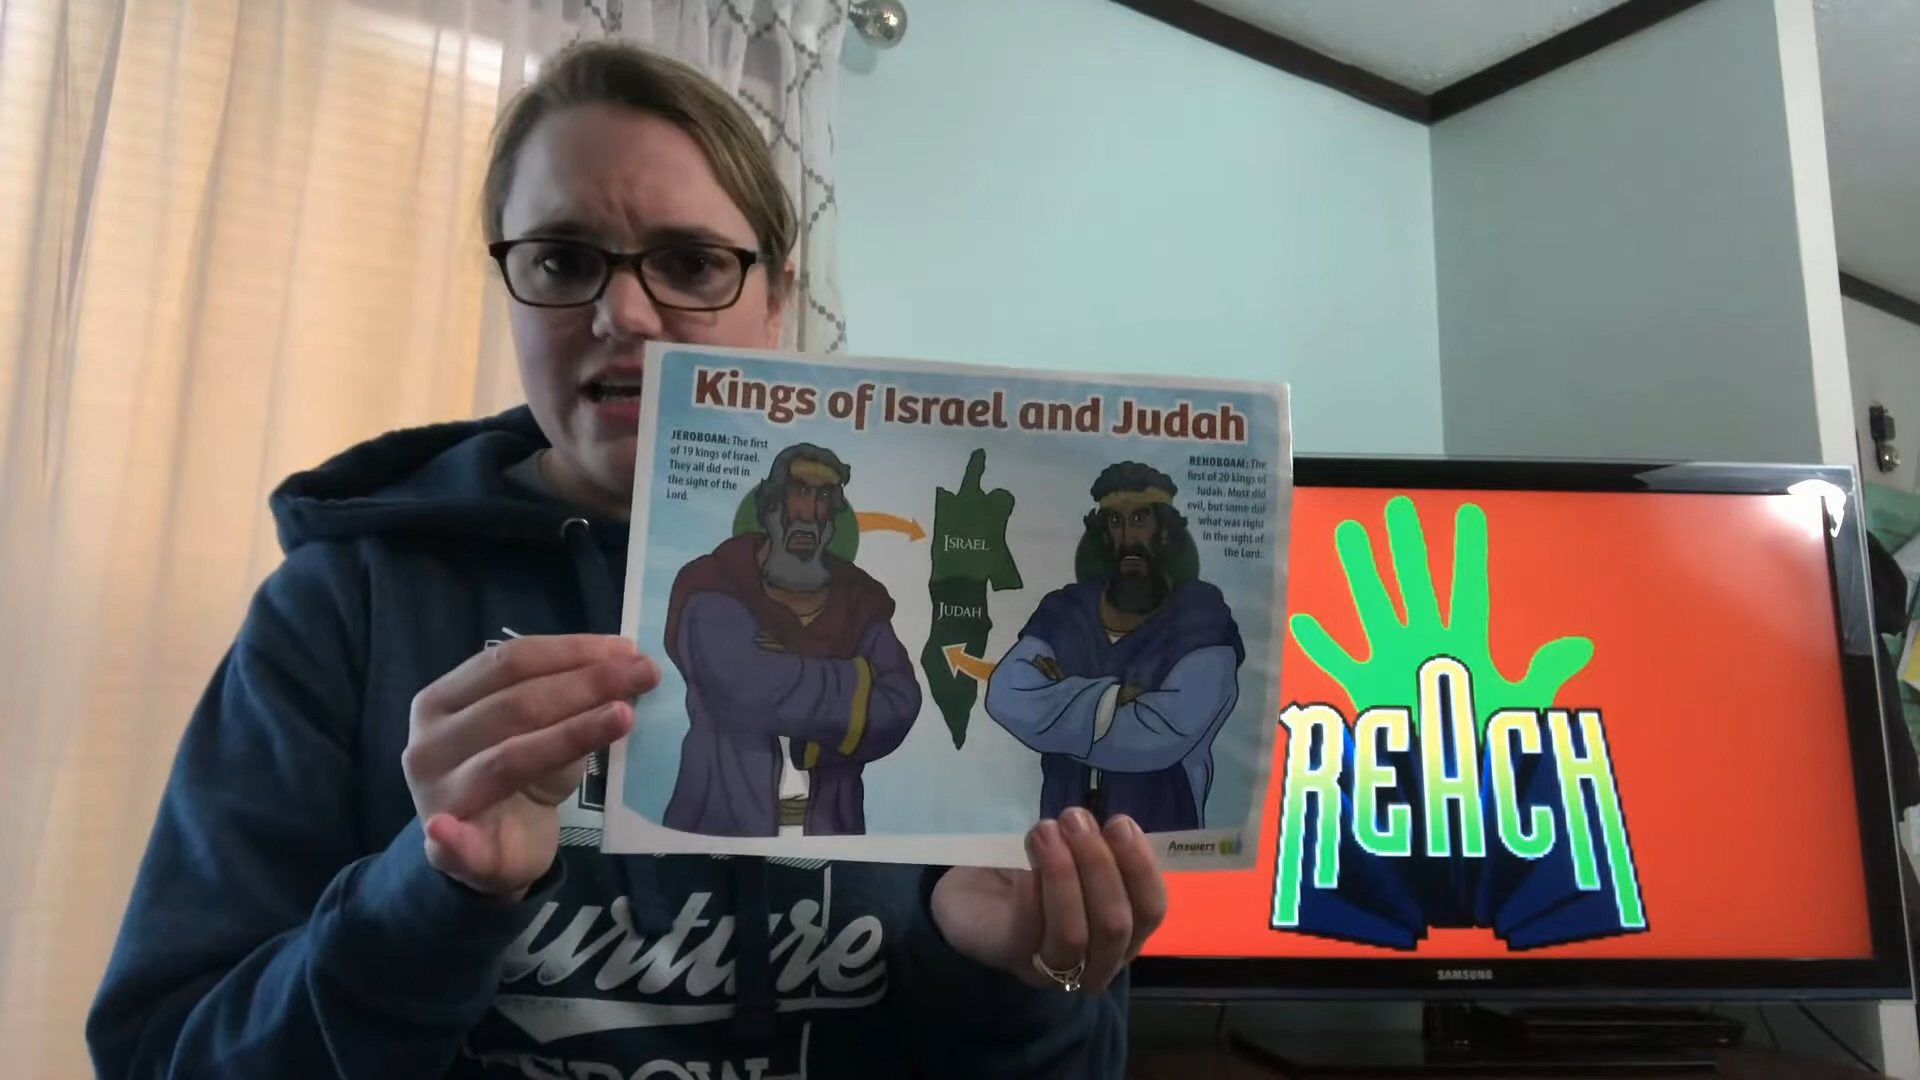 Kings of Israel and Judah
JEROBOAM: The first
of 19 kings of Israel.
They all did evil in
the sight of the
Lord.
REHOBOAM: The
first of 20 kings of
Judah. Most did
evil, but some did
what was right
in the sight of
the Lord.
ISRAEL
JUDAH
Answers
REACH
SAMSUNG
urture
GROW